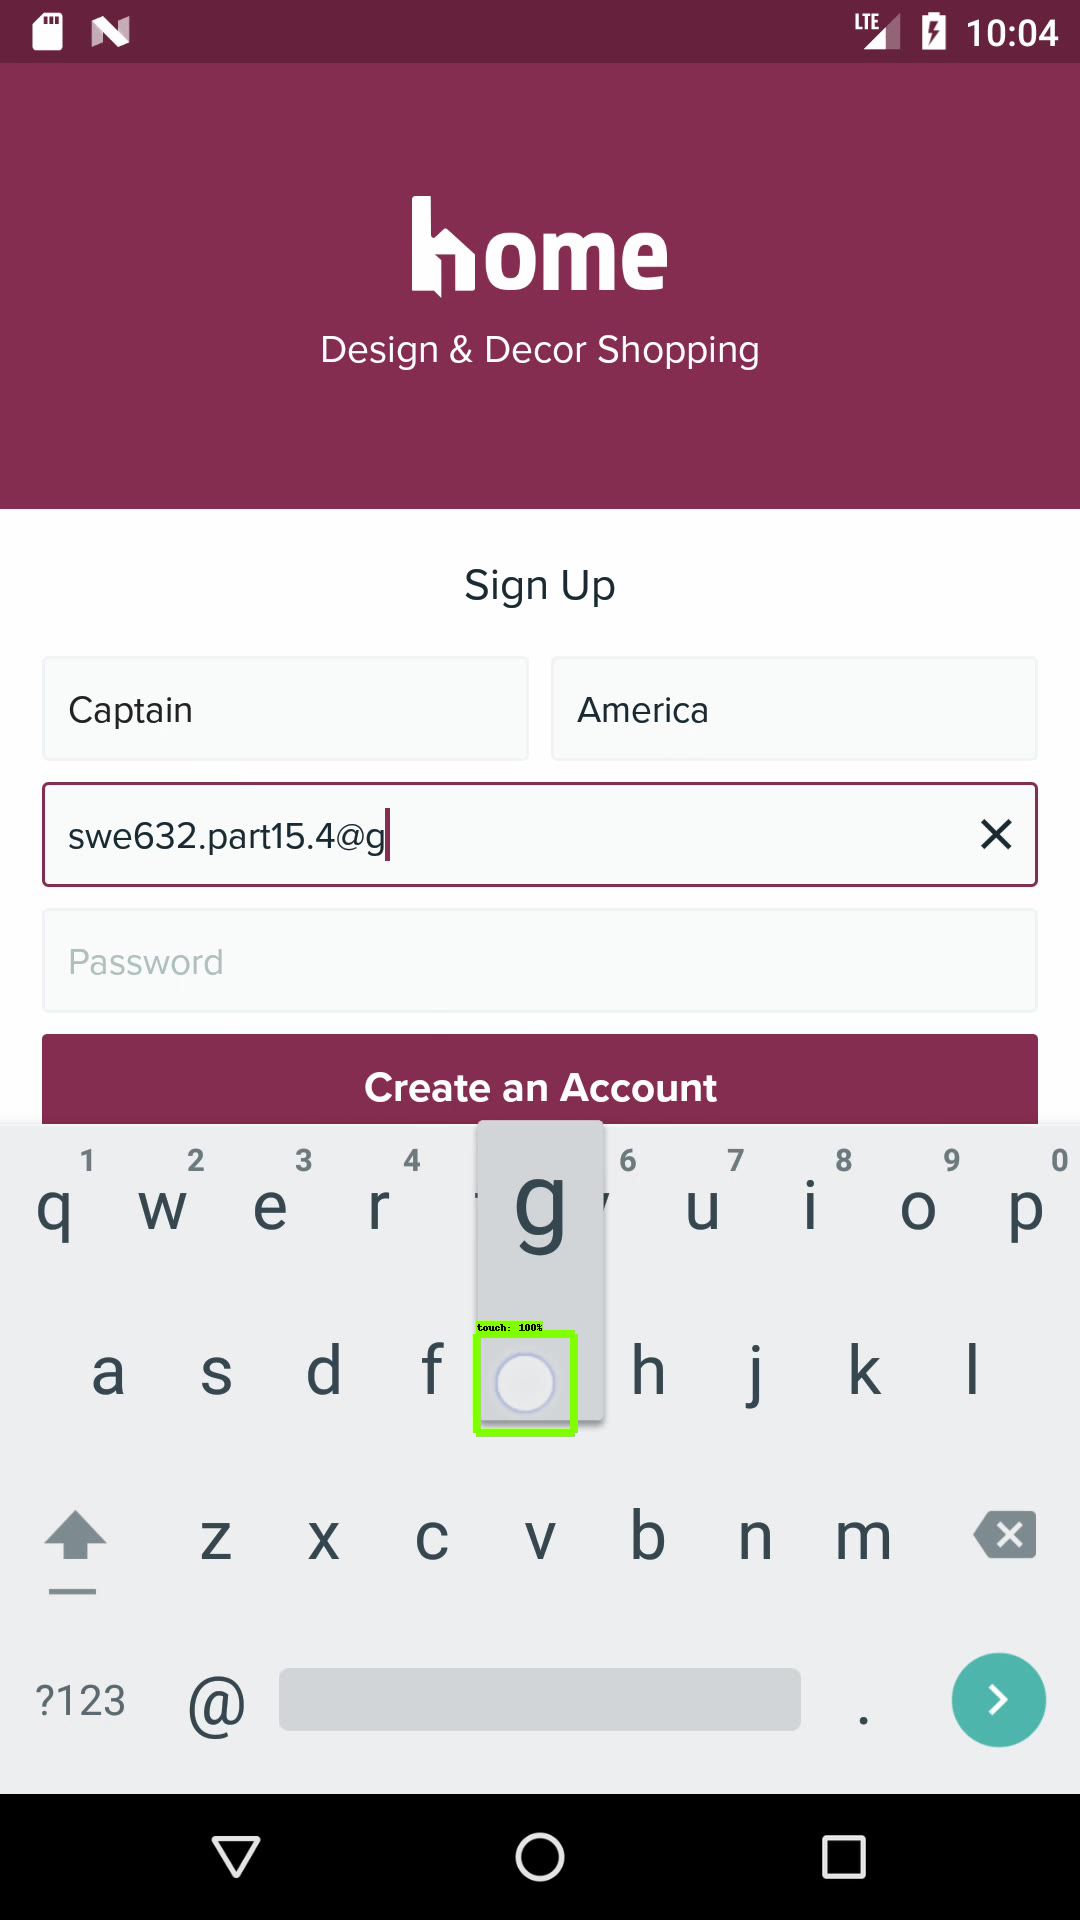 LTE 10:04
home
Design & Decor Shopping
Sign Up
Captain America
swe632.part15.4@g
Password
Create an Account
1 2 3 4 6 7 8 9 0
q w e r g u i o p
touch: 100%
a s d f h j k l
z x c v b n m
?123 @ .